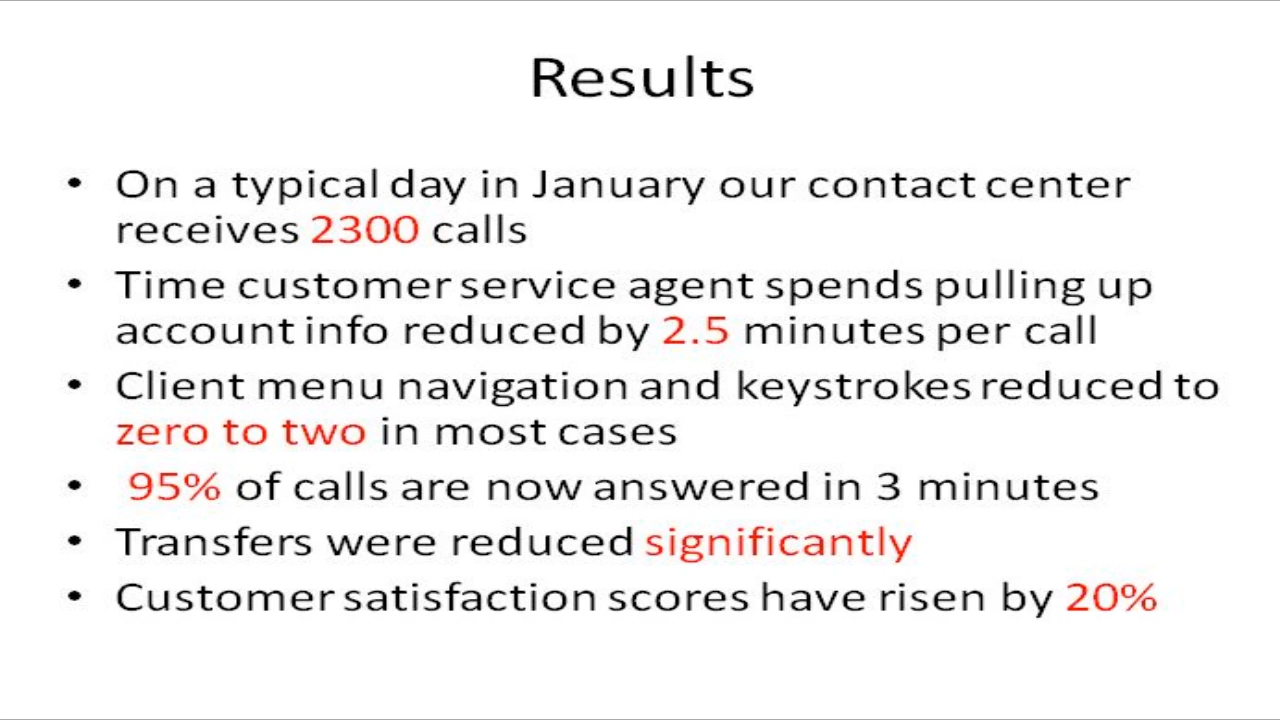 Results
• On a typical day in January our contact center
receives 2300 calls
• Time customer service agent spends pulling up
account info reduced by 2.5 minutes per call
• Client menu navigation and keystrokes reduced to
zero to two in most cases
• 95% of calls are now answered in 3 minutes
• Transfers were reduced significantly
• Customer satisfaction scores have risen by 20%